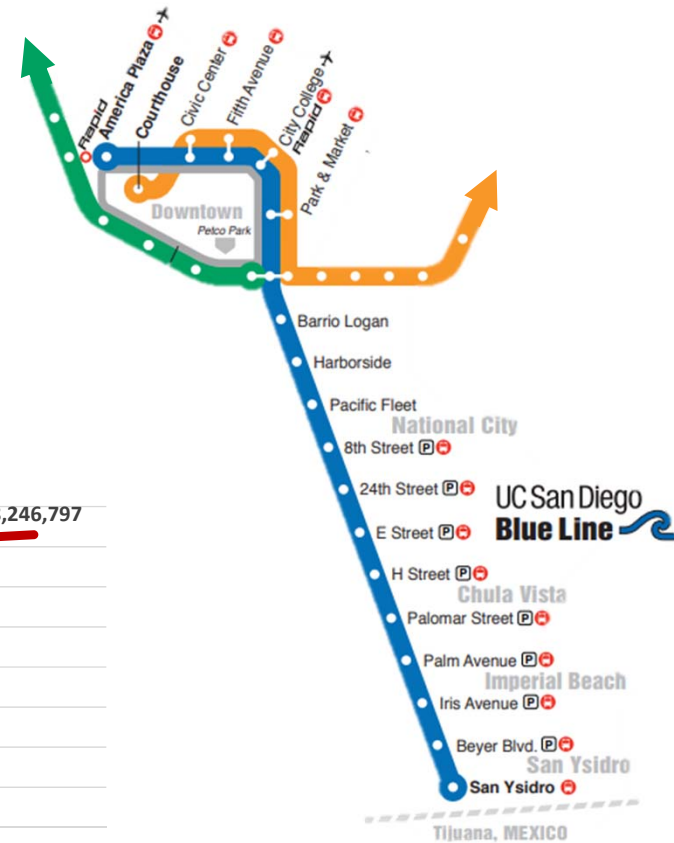 Rapid
America Plaza
Courthouse
Civic Center
Fifth Avenue
City College
Rapid
Park & Market
Downtown
Petco Park
Barrio Logan
Harborside
Pacific Fleet
National City
8th Street P
24th Street P
,246,797
UC San Diego
Blue Line
E Street P
H Street P
Chula Vista
Palomar Street P
Palm Avenue P
Imperial Beach
Iris Avenue P
Beyer Blvd. P
San Ysidro
San Ysidro
Tijuana, MEXICO